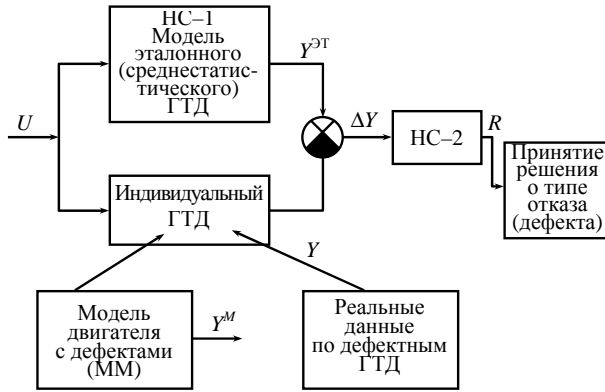 НС–1
Модель
эталонного
(среднестатис-
тического)
ГТД
Y^ЭТ
U
ΔY
НС–2
R
Принятие
решения
о типе
отказа
(дефекта)
Индивидуальный
ГТД
Y
Модель
двигателя
с дефектами
(ММ)
Y^M
Реальные
данные
по дефектным
ГТД